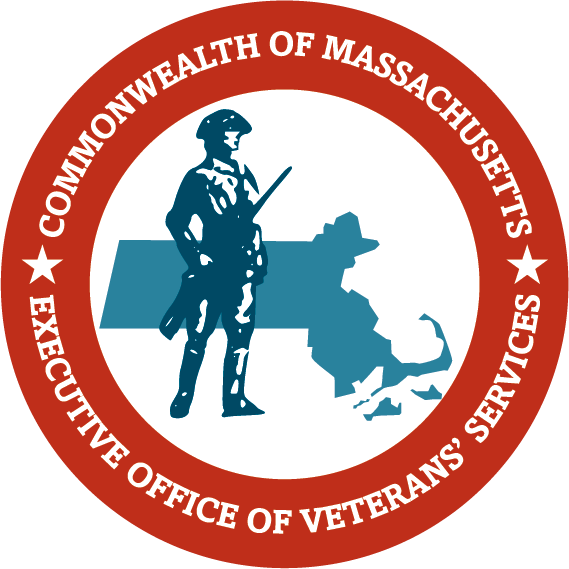 COMMONWEALTH OF MASSACHUSETTS
EXECUTIVE OFFICE OF VETERANS’ SERVICES